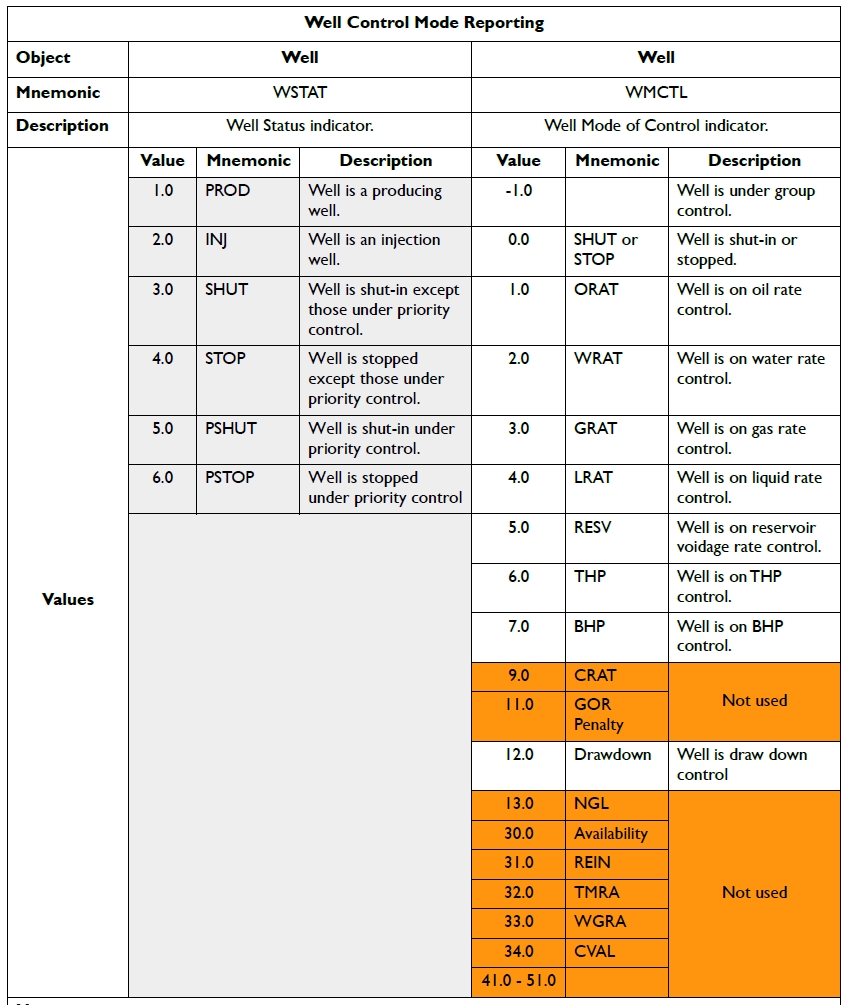 Well Control Mode Reporting
Object Well Well
Mnemonic WSTAT WMCTL
Description Well Status indicator. Well Mode of Control indicator.
Values
Value Mnemonic Description Value Mnemonic Description
1.0 PROD Well is a producing -1.0 Well is under group
well. control.
2.0 INJ Well is an injection 0.0 SHUT or Well is shut-in or
well. STOP stopped.
3.0 SHUT Well is shut-in except 1.0 ORAT Well is on oil rate
those under priority control.
control.
4.0 STOP Well is stopped 2.0 WRAT Well is on water rate
except those under control.
priority control.
5.0 PSHUT Well is shut-in under 3.0 GRAT Well is on gas rate
priority control. control.
6.0 PSTOP Well is stopped 4.0 LRAT Well is on liquid rate
under priority control control.
5.0 RESV Well is on reservoir
voidage rate control.
6.0 THP Well is on THP
control.
7.0 BHP Well is on BHP
control.
9.0 CRAT
Not used
11.0 GOR
Penalty
12.0 Drawdown Well is draw down
control
13.0 NGL
30.0 Availability
31.0 REIN
32.0 TMRA Not used
33.0 WGRA
34.0 CVAL
41.0 - 51.0